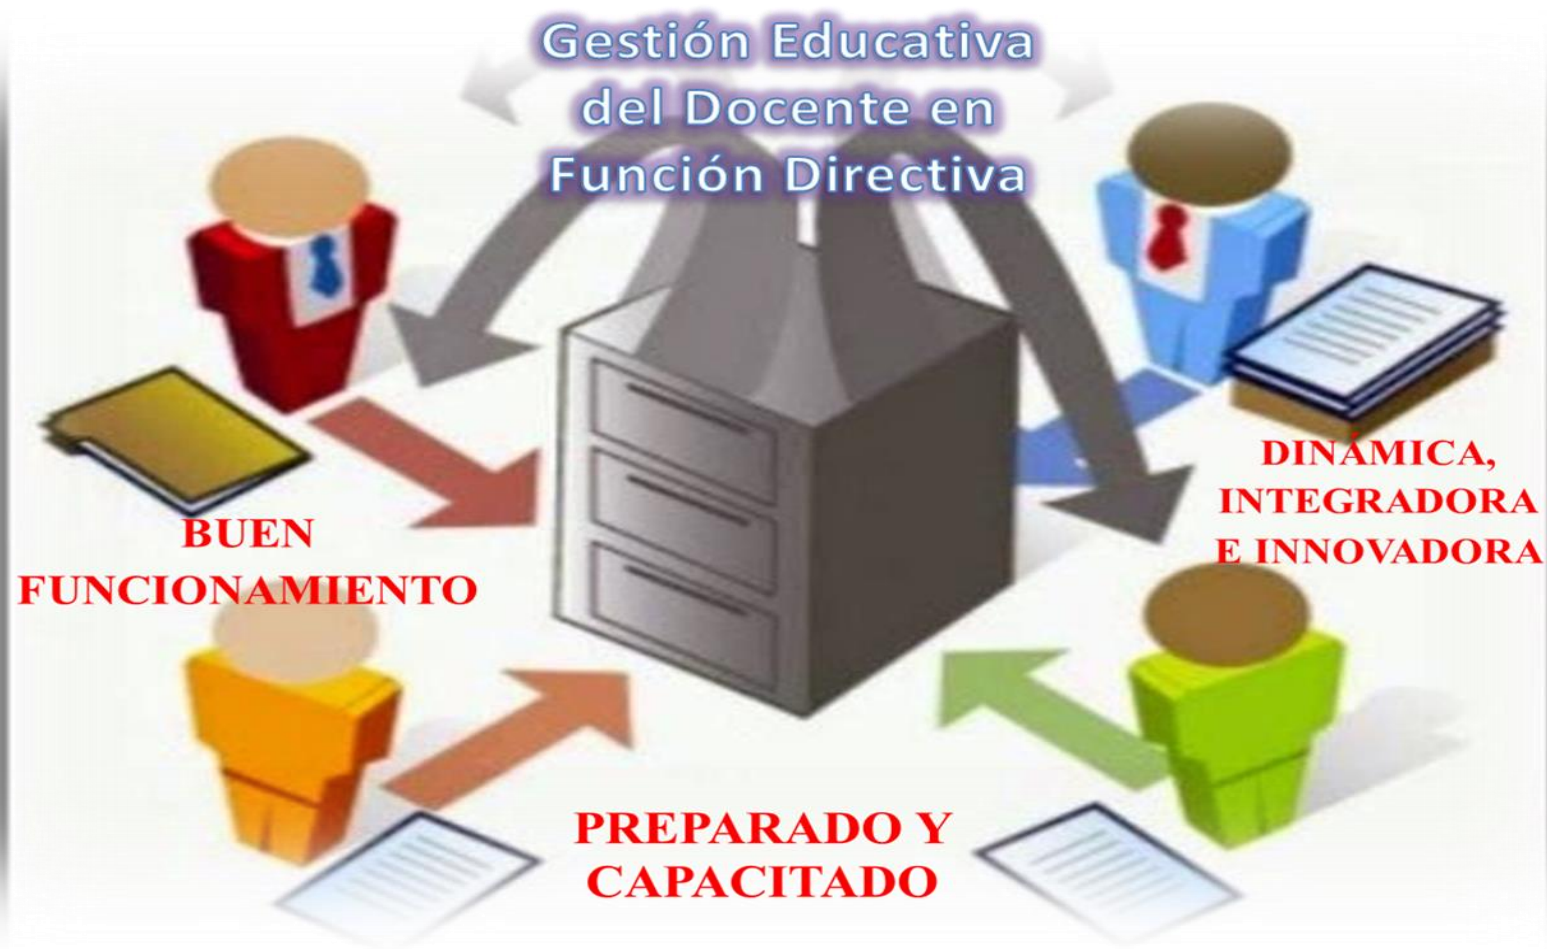 Gestión Educativa
del Docente en
Función Directiva
DINÁMICA,
INTEGRADORA
E INNOVADORA
BUEN
FUNCIONAMIENTO
PREPARADO Y
CAPACITADO